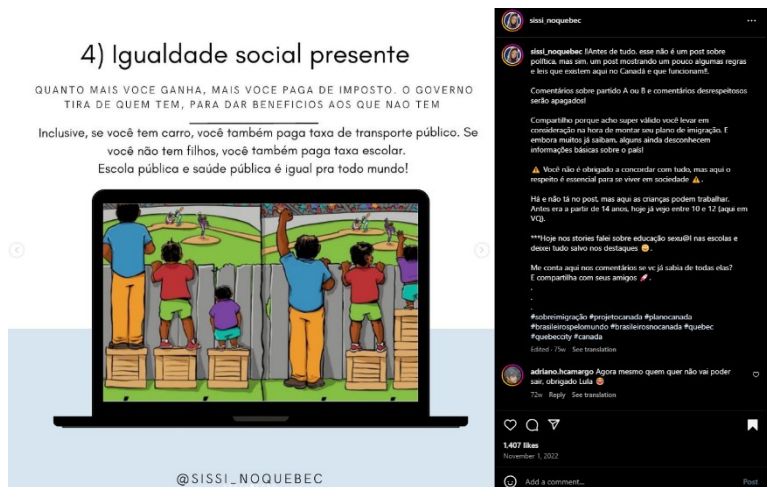 4) Igualdade social presente
QUANTO MAIS VOCE GANHA, MAIS VOCE PAGA DE IMPOSTO. O GOVERNO
TIRA DE QUEM TEM, PARA DAR BENEFICIOS AOS QUE NAO TEM
Inclusive, se você tem carro, você também paga taxa de transporte público. Se
você não tem filhos, você também paga taxa escolar.
Escola pública e saúde pública é igual pra todo mundo!
@SISSI_NOQUEBEC
sissi_noquebec
sissi_noquebec ‼Antes de tudo. esse não é um post sobre
política, mas sim, um post mostrando um pouco algumas regras
e leis que existem aqui no Canadá e que funcionam‼.
Comentários sobre partido A ou B e comentários desrespeitosos
serão apagados!
Compartilho porque acho super válido você levar em
consideração na hora de montar seu plano de imigração. E
embora muitos já saibam, alguns ainda desconhecem
informações básicas sobre o país!
⚠ Você não é obrigado a concordar com tudo, mas aqui o
respeito é essencial para se viver em sociedade ⚠.
Há e não tá no post, mas aqui as crianças podem trabalhar.
Antes era a partir de 14 anos, hoje já vejo entre 10 e 12 (aqui em
VQ).
***Hoje nos stories falei sobre educação sexu@l nas escolas e
deixei tudo salvo nos destaques
Me conta aqui nos comentários se vc já sabia de todas elas?
E compartilha com seus amigos 🚀.
.
.
.
#sobreimigração #projetocanada #planocanada
#brasileirospelomundo #brasileirosnocanada #quebec
#quebeccity #canada
Edited · 75w See translation
adriano.hcamargo Agora mesmo quem quer não vai poder
sair, obrigado Lula
72w Reply See translation
1,407 likes
November 1, 2022
Add a comment... Post